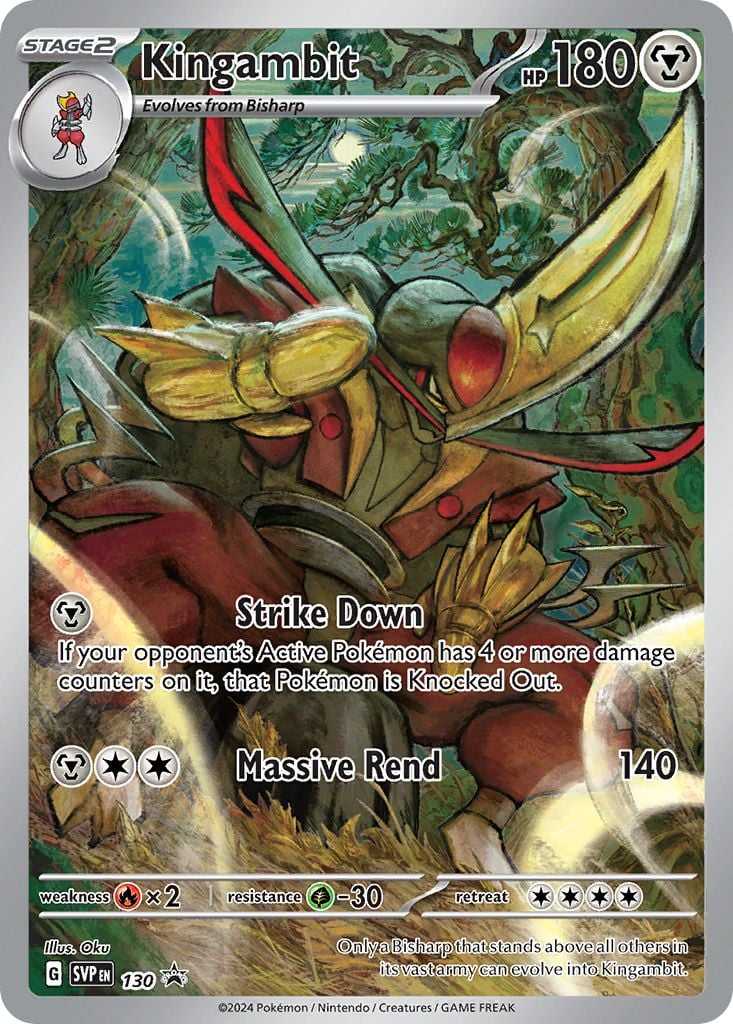 STAGE2
Kingambit
HP 180
Evolves from Bisharp
Strike Down
If your opponent's Active Pokémon has 4 or more damage
counters on it, that Pokémon is Knocked Out.
Massive Rend 140
weakness ×2 resistance -30 retreat
Illus. Oku
Only a Bisharp that stands above all others in
its vast army can evolve into Kingambit.
G SVP EN 130
©2024 Pokémon / Nintendo / Creatures / GAME FREAK